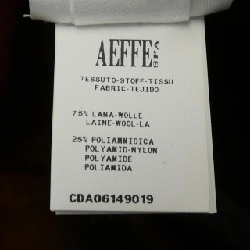 AEFFE SPA
TESSUTO-STOFF-TISSU
FABRIC-TEJIDO
75% LANA-WOLLE
LAINE-WOOL-LA
25% POLIAMMIDICA
POLYAMID-NYLON
POLYAMIDE
POLIAMIDA
CDA06149019